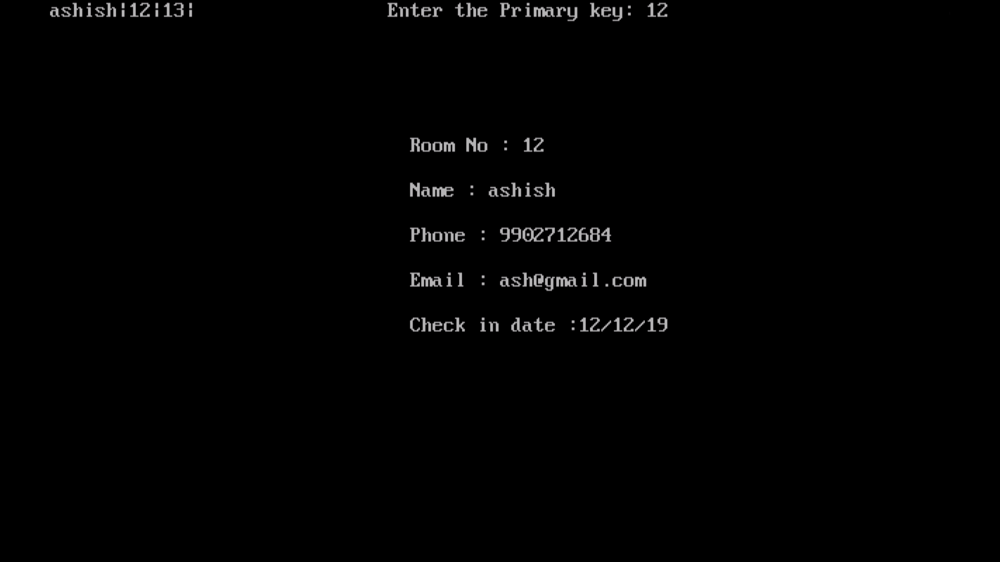 ashish|12|13|
Enter the Primary key: 12
Room No : 12
Name : ashish
Phone : 9902712684
Email : ash@gmail.com
Check in date :12/12/19